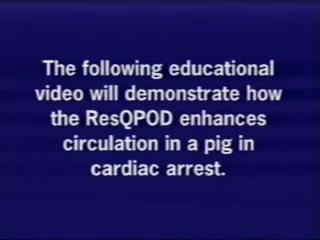 The following educational
video will demonstrate how
the ResQPOD enhances
circulation in a pig in
cardiac arrest.